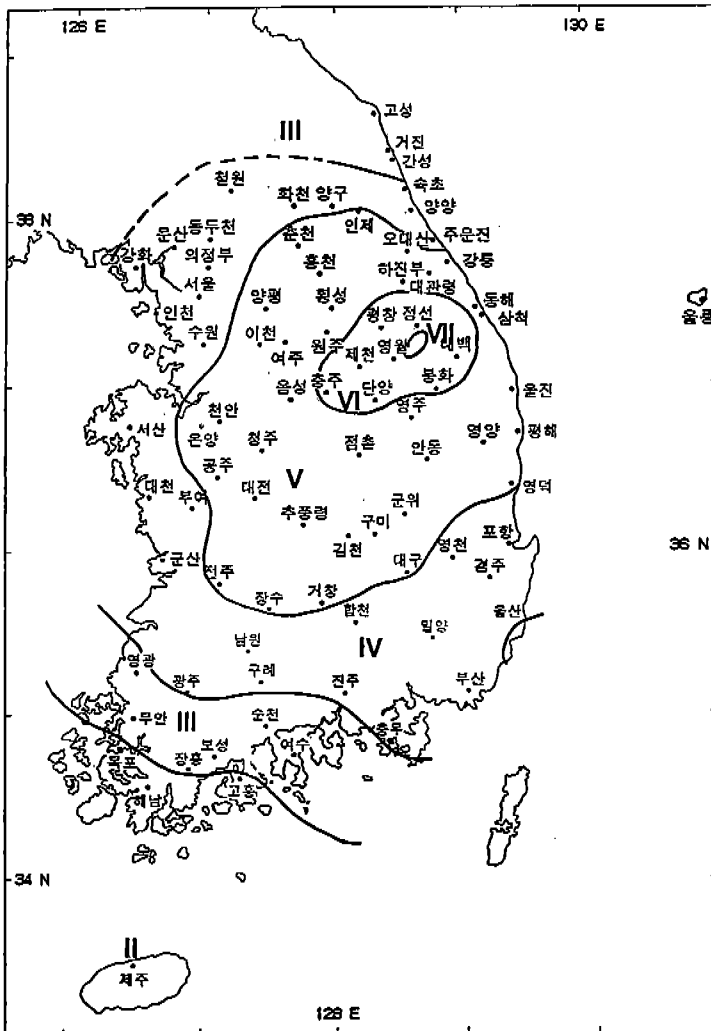 126 E
130 E
고성
거진
간성
III
철원
화천 양구
속초
양양
38 N
인제
문산
동두천
춘천
오대산
주문진
강화
의정부
홍천
하진부
강릉
서울
대관령
양평
횡성
동해
인천
평창
정선
삼척
울릉
수원
이천
여주
원주
제천
영월
VII
태백
음성
충주
VI
단양
봉화
울진
천안
영주
서산
온양
청주
점촌
안동
영양
평해
공주
V
대천
부여
대전
군위
영덕
추풍령
구미
김천
포항
36 N
군산
전주
대구
영천
경주
장수
거창
합천
울산
남원
IV
밀양
영광
광주
구례
진주
부산
무안
III
순천
충무
목포
장흥
보성
여수
해남
고흥
34 N
II
제주
128 E